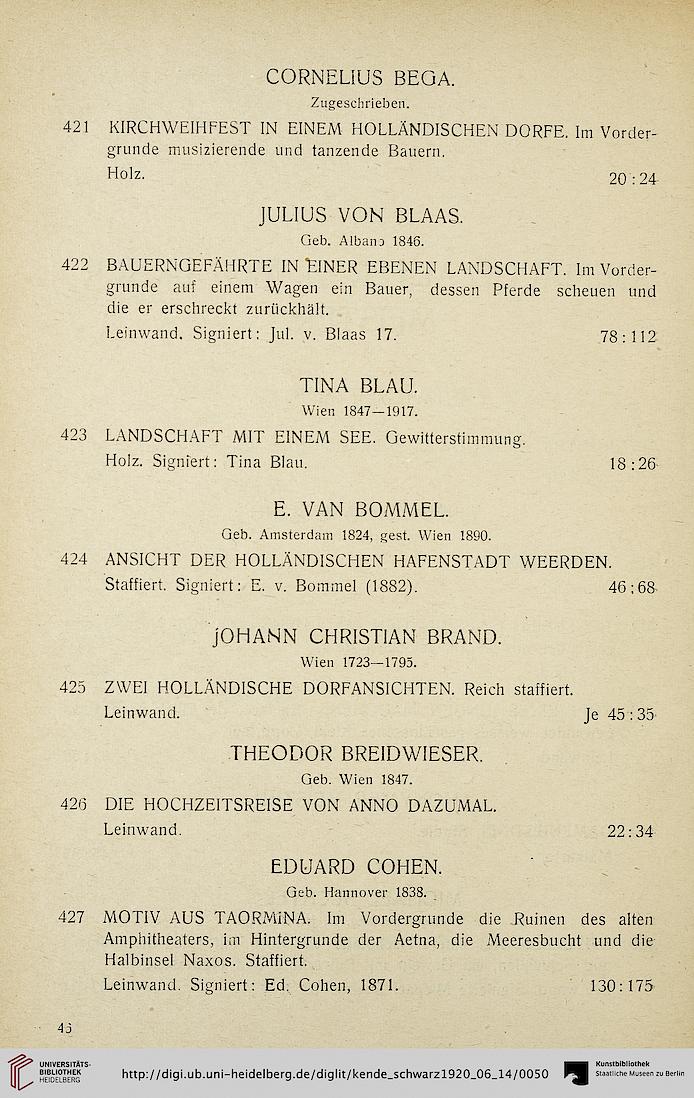 CORNELIUS BEGA.
Zugeschrieben.
421 KIRCHWEIHFEST IN EINEM HOLLÄNDISCHEN DORFE. Im Vorder-
grunde musizierende und tanzende Bauern.
Holz. 20 : 24
JULIUS VON BLAAS.
Geb. Albano 1846.
422 BAUERNGEFÄHRTE IN EINER EBENEN LANDSCHAFT. Im Vorder-
grunde auf einem Wagen ein Bauer, dessen Pferde scheuen und
die er erschreckt zurückhält.
Leinwand. Signiert: Jul. v. Blaas 17. 78 : 112
TINA BLAU.
Wien 1847—1917.
423 LANDSCHAFT MIT EINEM SEE. Gewitterstimmung.
Holz. Signiert: Tina Blau. 18 : 26
E. VAN BOMMEL.
Geb. Amsterdam 1824, gest. Wien 1890.
424 ANSICHT DER HOLLÄNDISCHEN HAFENSTADT WEERDEN.
Staffiert. Signiert: E. v. Bommel (1882). 46 : 68
JOHANN CHRISTIAN BRAND.
Wien 1723—1795.
425 ZWEI HOLLÄNDISCHE DORFANSICHTEN. Reich staffiert.
Leinwand. Je 45 : 35
THEODOR BREIDWIESER.
Geb. Wien 1847.
426 DIE HOCHZEITSREISE VON ANNO DAZUMAL.
Leinwand. 22 : 34
EDUARD COHEN.
Geb. Hannover 1838.
427 MOTIV AUS TAORMINA. Im Vordergrunde die Ruinen des alten
Amphitheaters, im Hintergrunde der Aetna, die Meeresbucht und die
Halbinsel Naxos. Staffiert.
Leinwand. Signiert: Ed. Cohen, 1871. 130 : 175
46
UNIVERSITÄTS-
BIBLIOTHEK
HEIDELBERG
http://digi.ub.uni-heidelberg.de/diglit/kende_schwarz1920_06_14/0050
Kunstbibliothek
Staatliche Museen zu Berlin